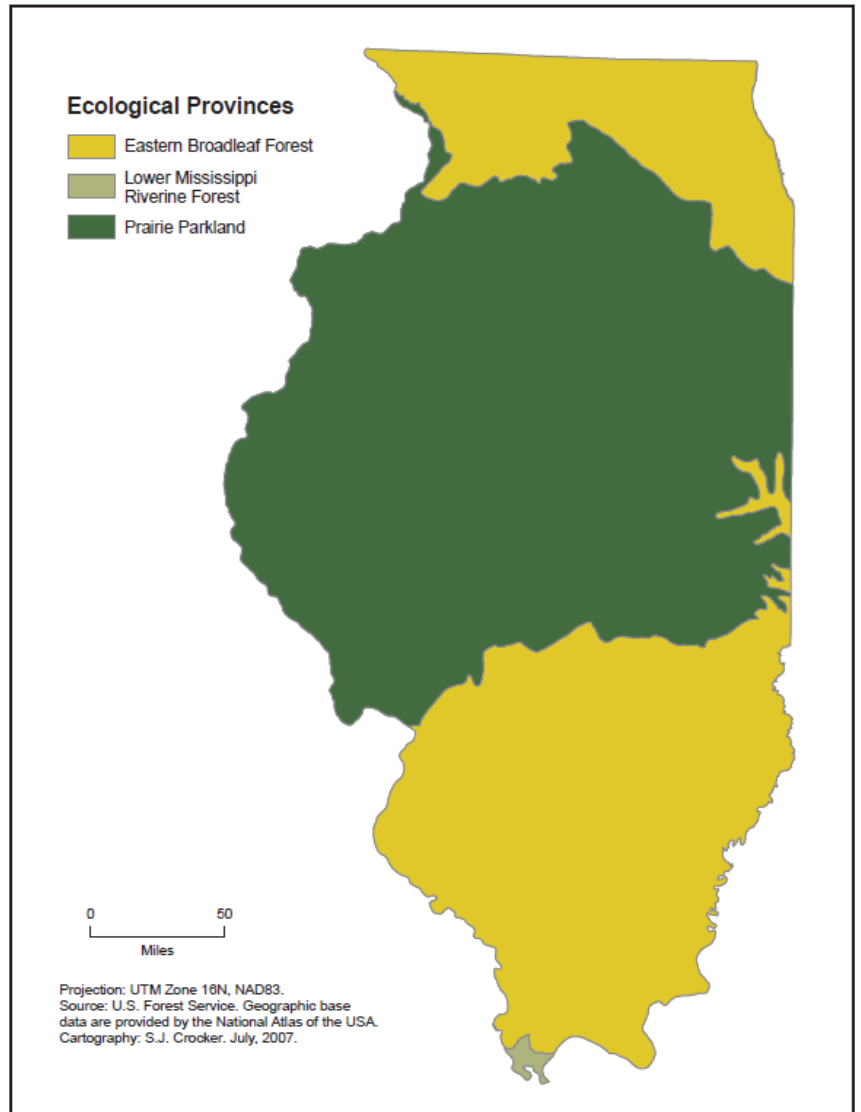 Ecological Provinces
Eastern Broadleaf Forest
Lower Mississippi
Riverine Forest
Prairie Parkland
0 50
Miles
Projection: UTM Zone 16N, NAD83.
Source: U.S. Forest Service. Geographic base
data are provided by the National Atlas of the USA.
Cartography: S.J. Crocker. July, 2007.